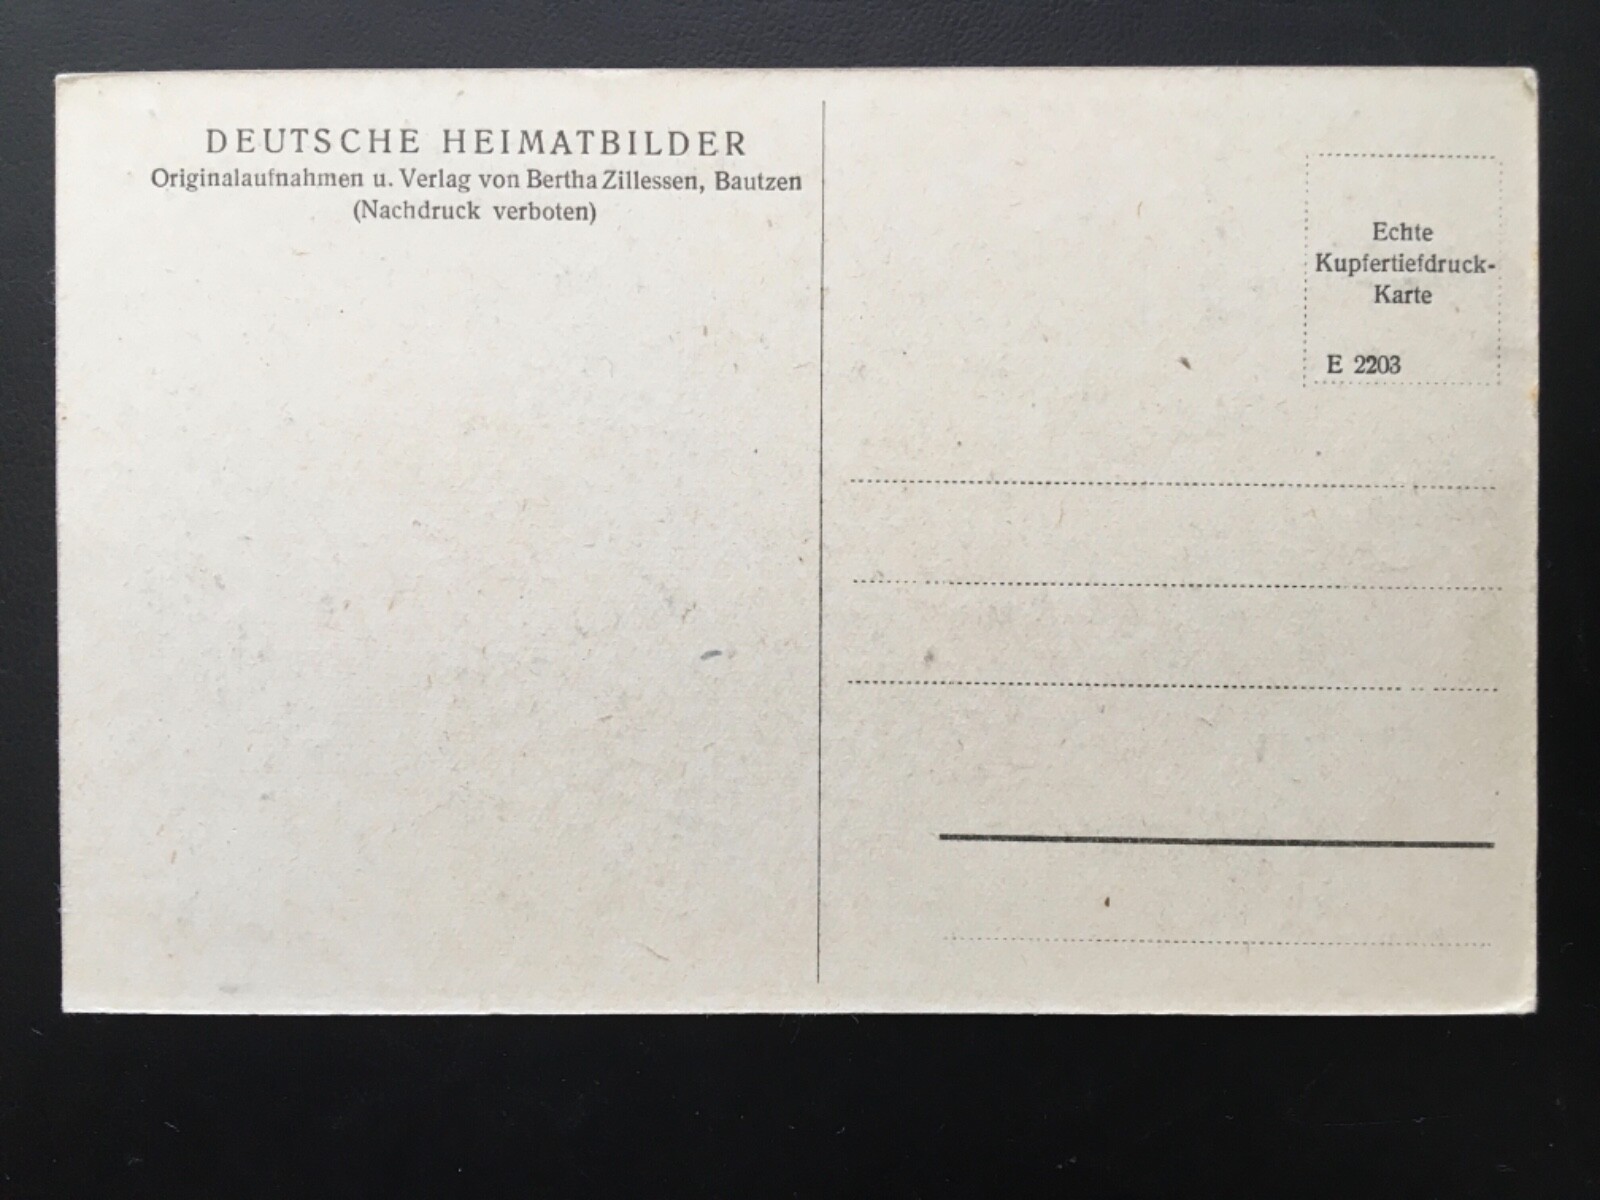 DEUTSCHE HEIMATBILDER
Originalaufnahmen u. Verlag von Bertha Zillessen, Bautzen
(Nachdruck verboten)
Echte
Kupfertiefdruck-
Karte
E 2203